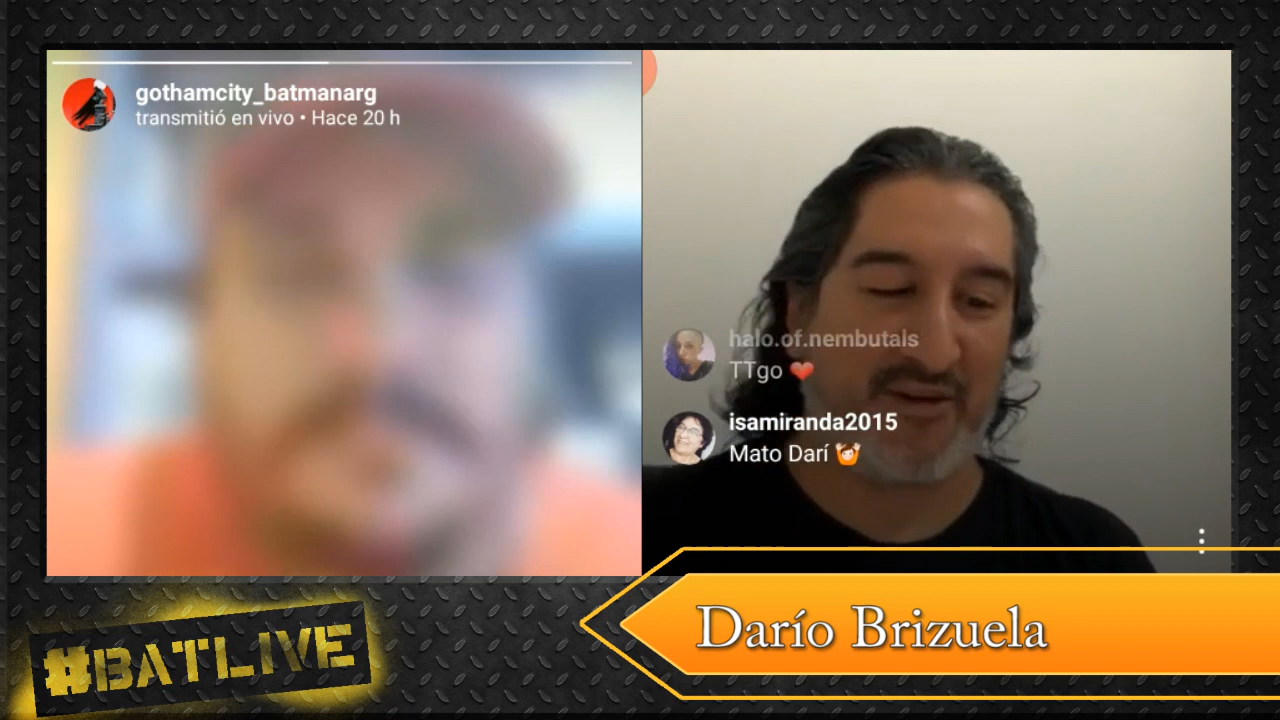 gothamcity_batmanarg
transmitió en vivo • Hace 20 h
halo.of.nembutals
TTgo ❤️
isamiranda2015
Mato Darí 🙌
Darío Brizuela
#BATLIVE